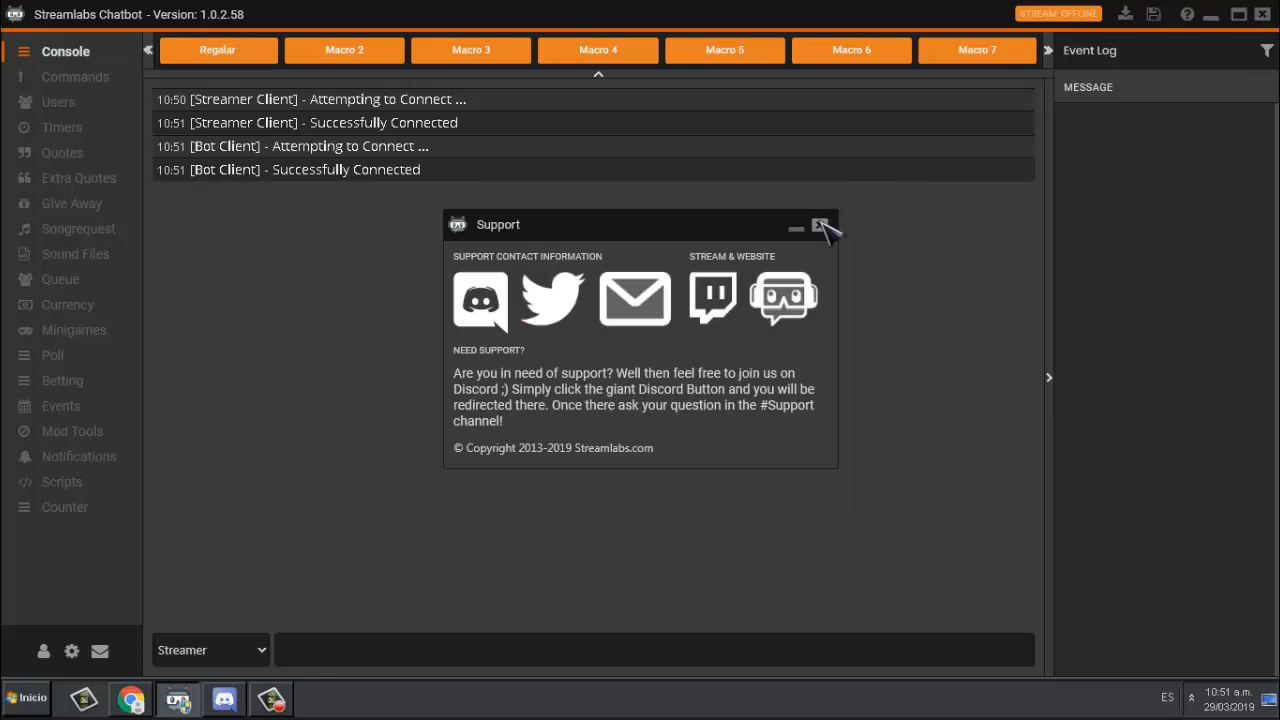 Streamlabs Chatbot - Version: 1.0.2.58
STREAM: OFFLINE
Console
Commands
Users
Timers
Quotes
Extra Quotes
Give Away
Songrequest
Sound Files
Queue
Currency
Minigames
Poll
Betting
Events
Mod Tools
Notifications
Scripts
Counter
Regalar
Macro 2
Macro 3
Macro 4
Macro 5
Macro 6
Macro 7
10:50 [Streamer Client] - Attempting to Connect ...
10:51 [Streamer Client] - Successfully Connected
10:51 [Bot Client] - Attempting to Connect ...
10:51 [Bot Client] - Successfully Connected
Support
SUPPORT CONTACT INFORMATION
STREAM & WEBSITE
NEED SUPPORT?
Are you in need of support? Well then feel free to join us on
Discord ;) Simply click the giant Discord Button and you will be
redirected there. Once there ask your question in the #Support
channel!
© Copyright 2013-2019 Streamlabs.com
Streamer
Event Log
MESSAGE
Inicio
ES
10:51 a.m.
29/03/2019